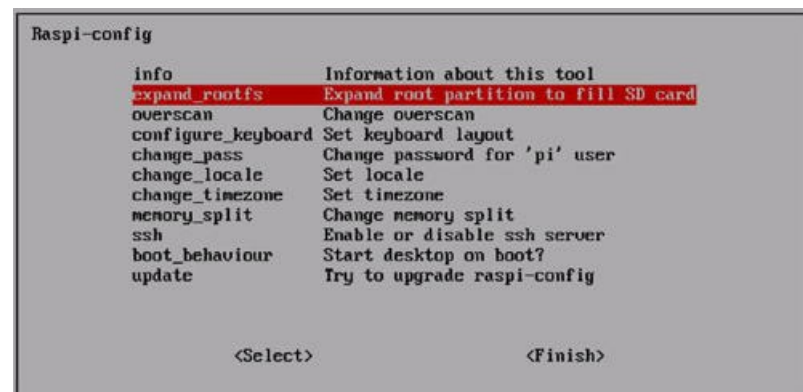 Raspi-config
info Information about this tool
expand_rootfs Expand root partition to fill SD card
overscan Change overscan
configure_keyboard Set keyboard layout
change_pass Change password for 'pi' user
change_locale Set locale
change_timezone Set timezone
memory_split Change memory split
ssh Enable or disable ssh server
boot_behaviour Start desktop on boot?
update Try to upgrade raspi-config
<Select> <Finish>